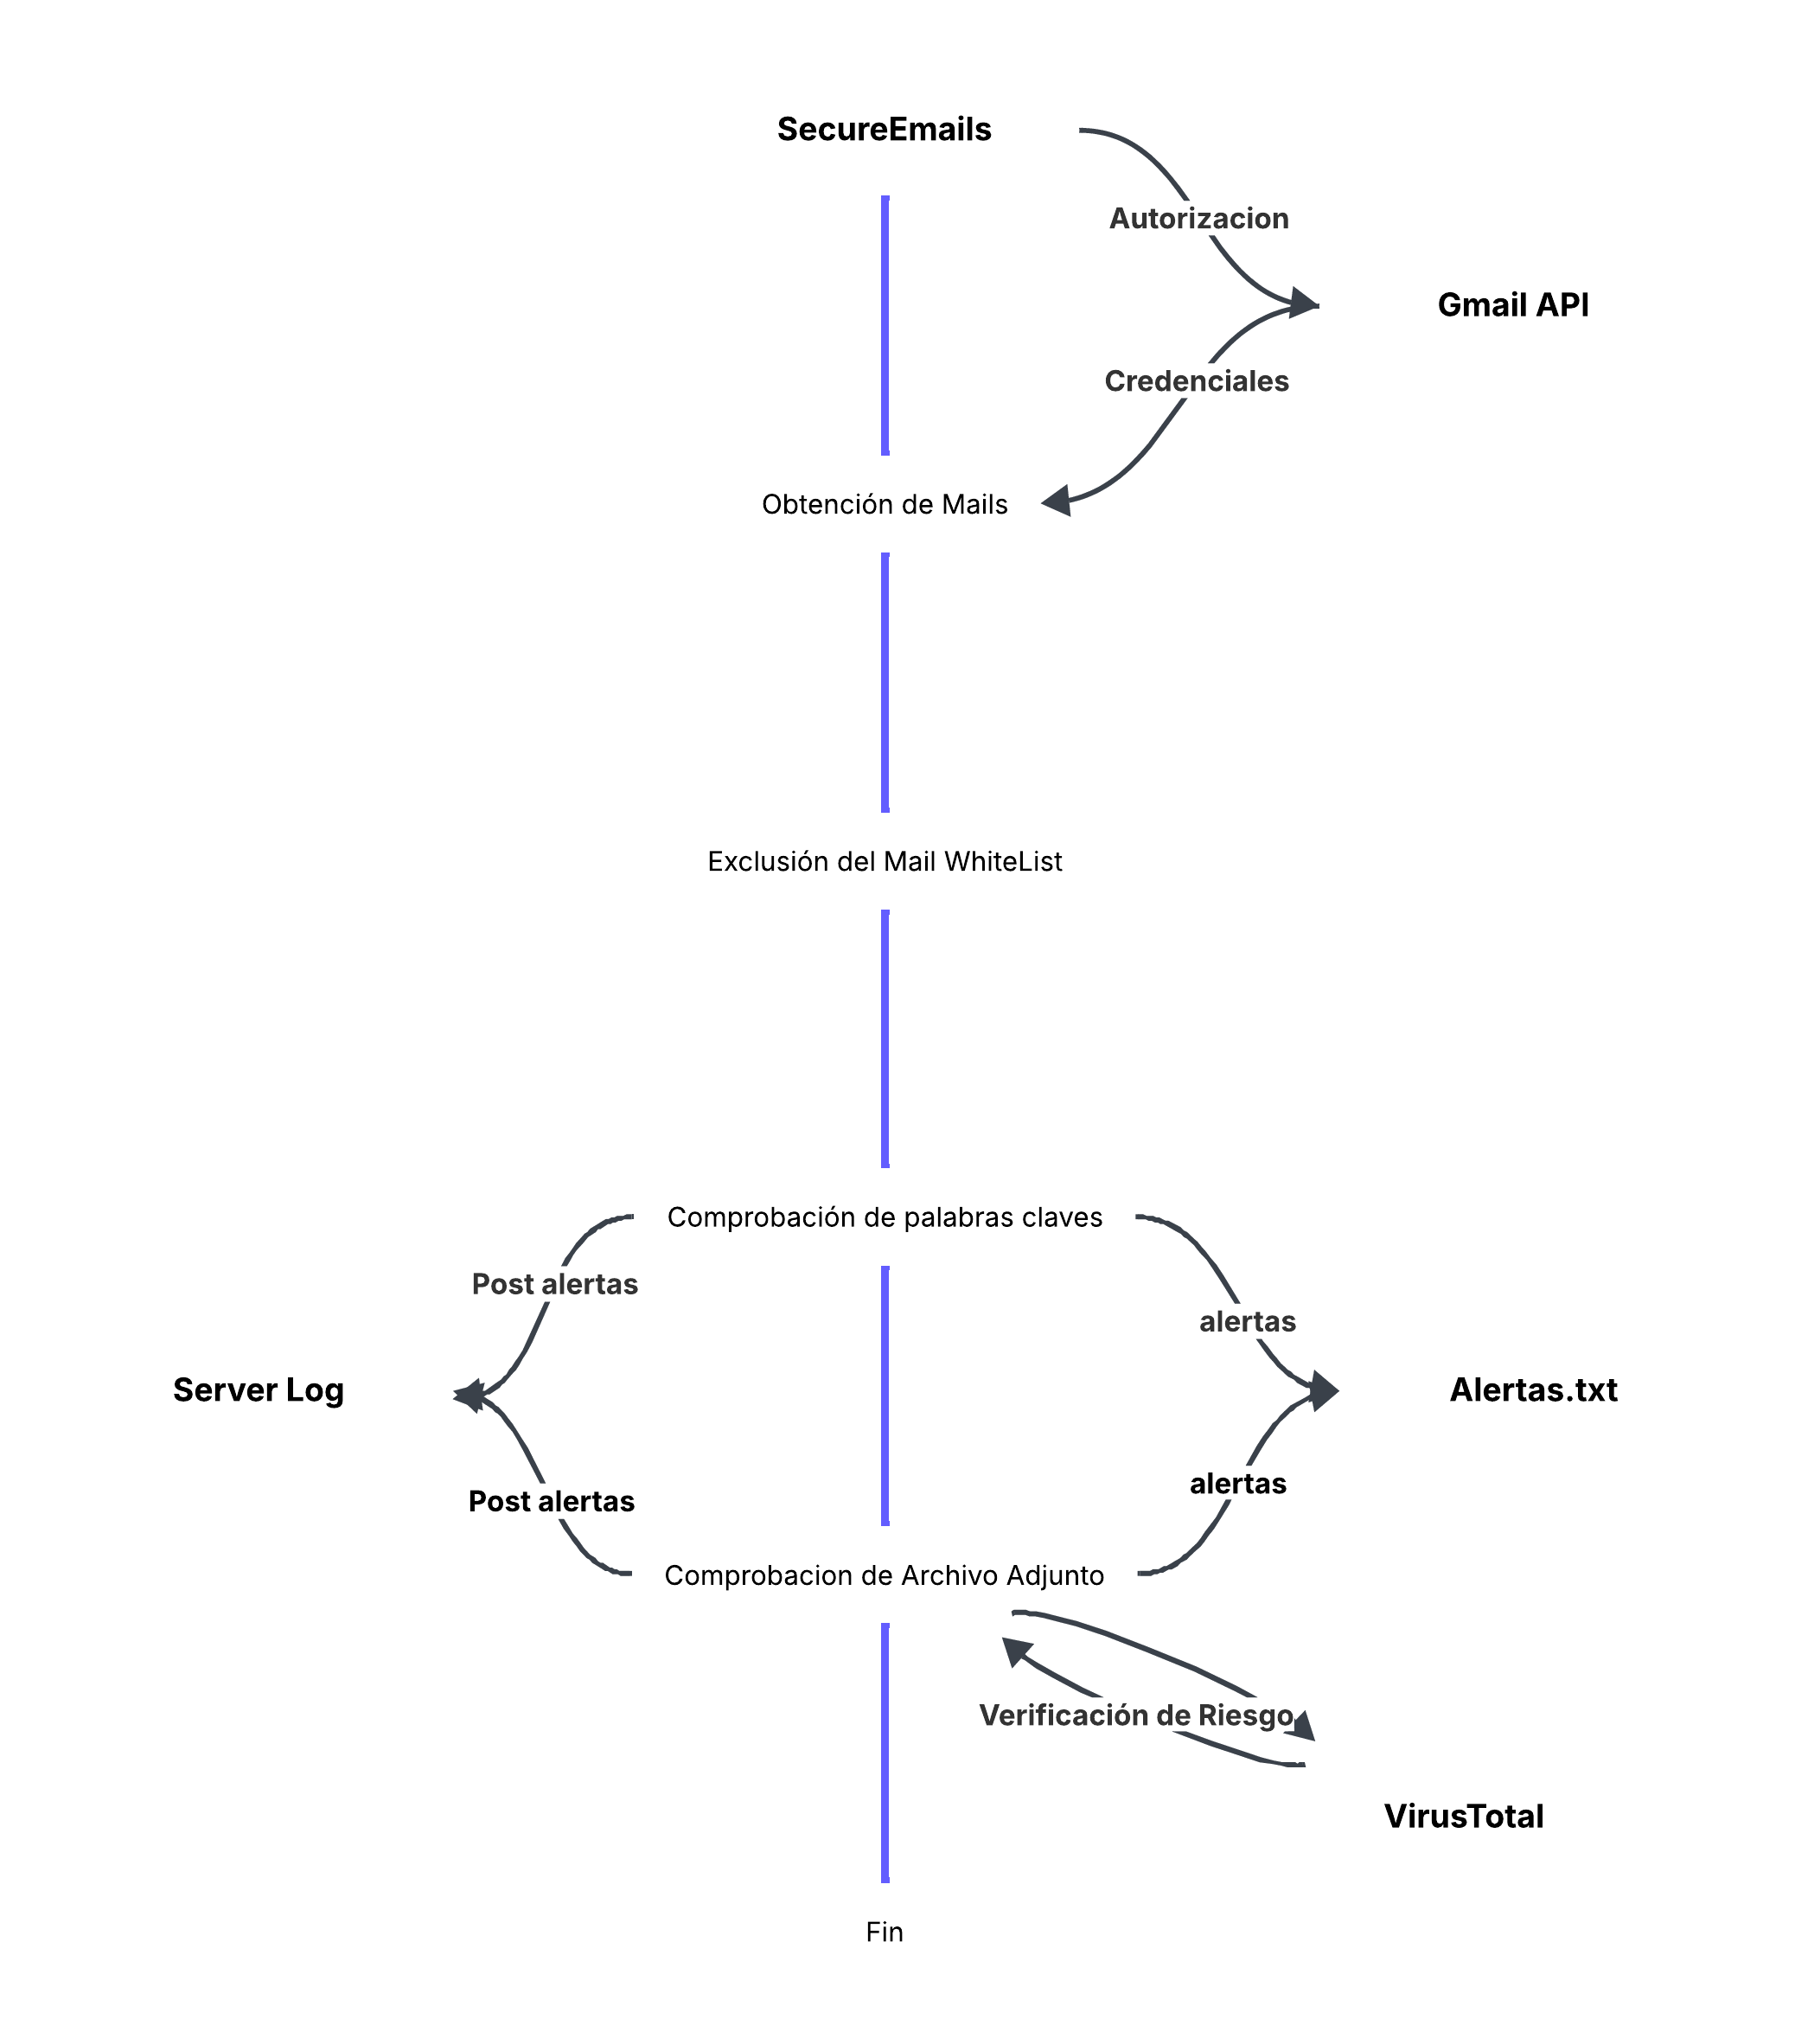 SecureEmails
Autorizacion
Gmail API
Credenciales
Obtención de Mails
Exclusión del Mail WhiteList
Comprobación de palabras claves
Post alertas
alertas
Server Log
Alertas.txt
alertas
Post alertas
Comprobacion de Archivo Adjunto
Verificación de Riesgo
VirusTotal
Fin